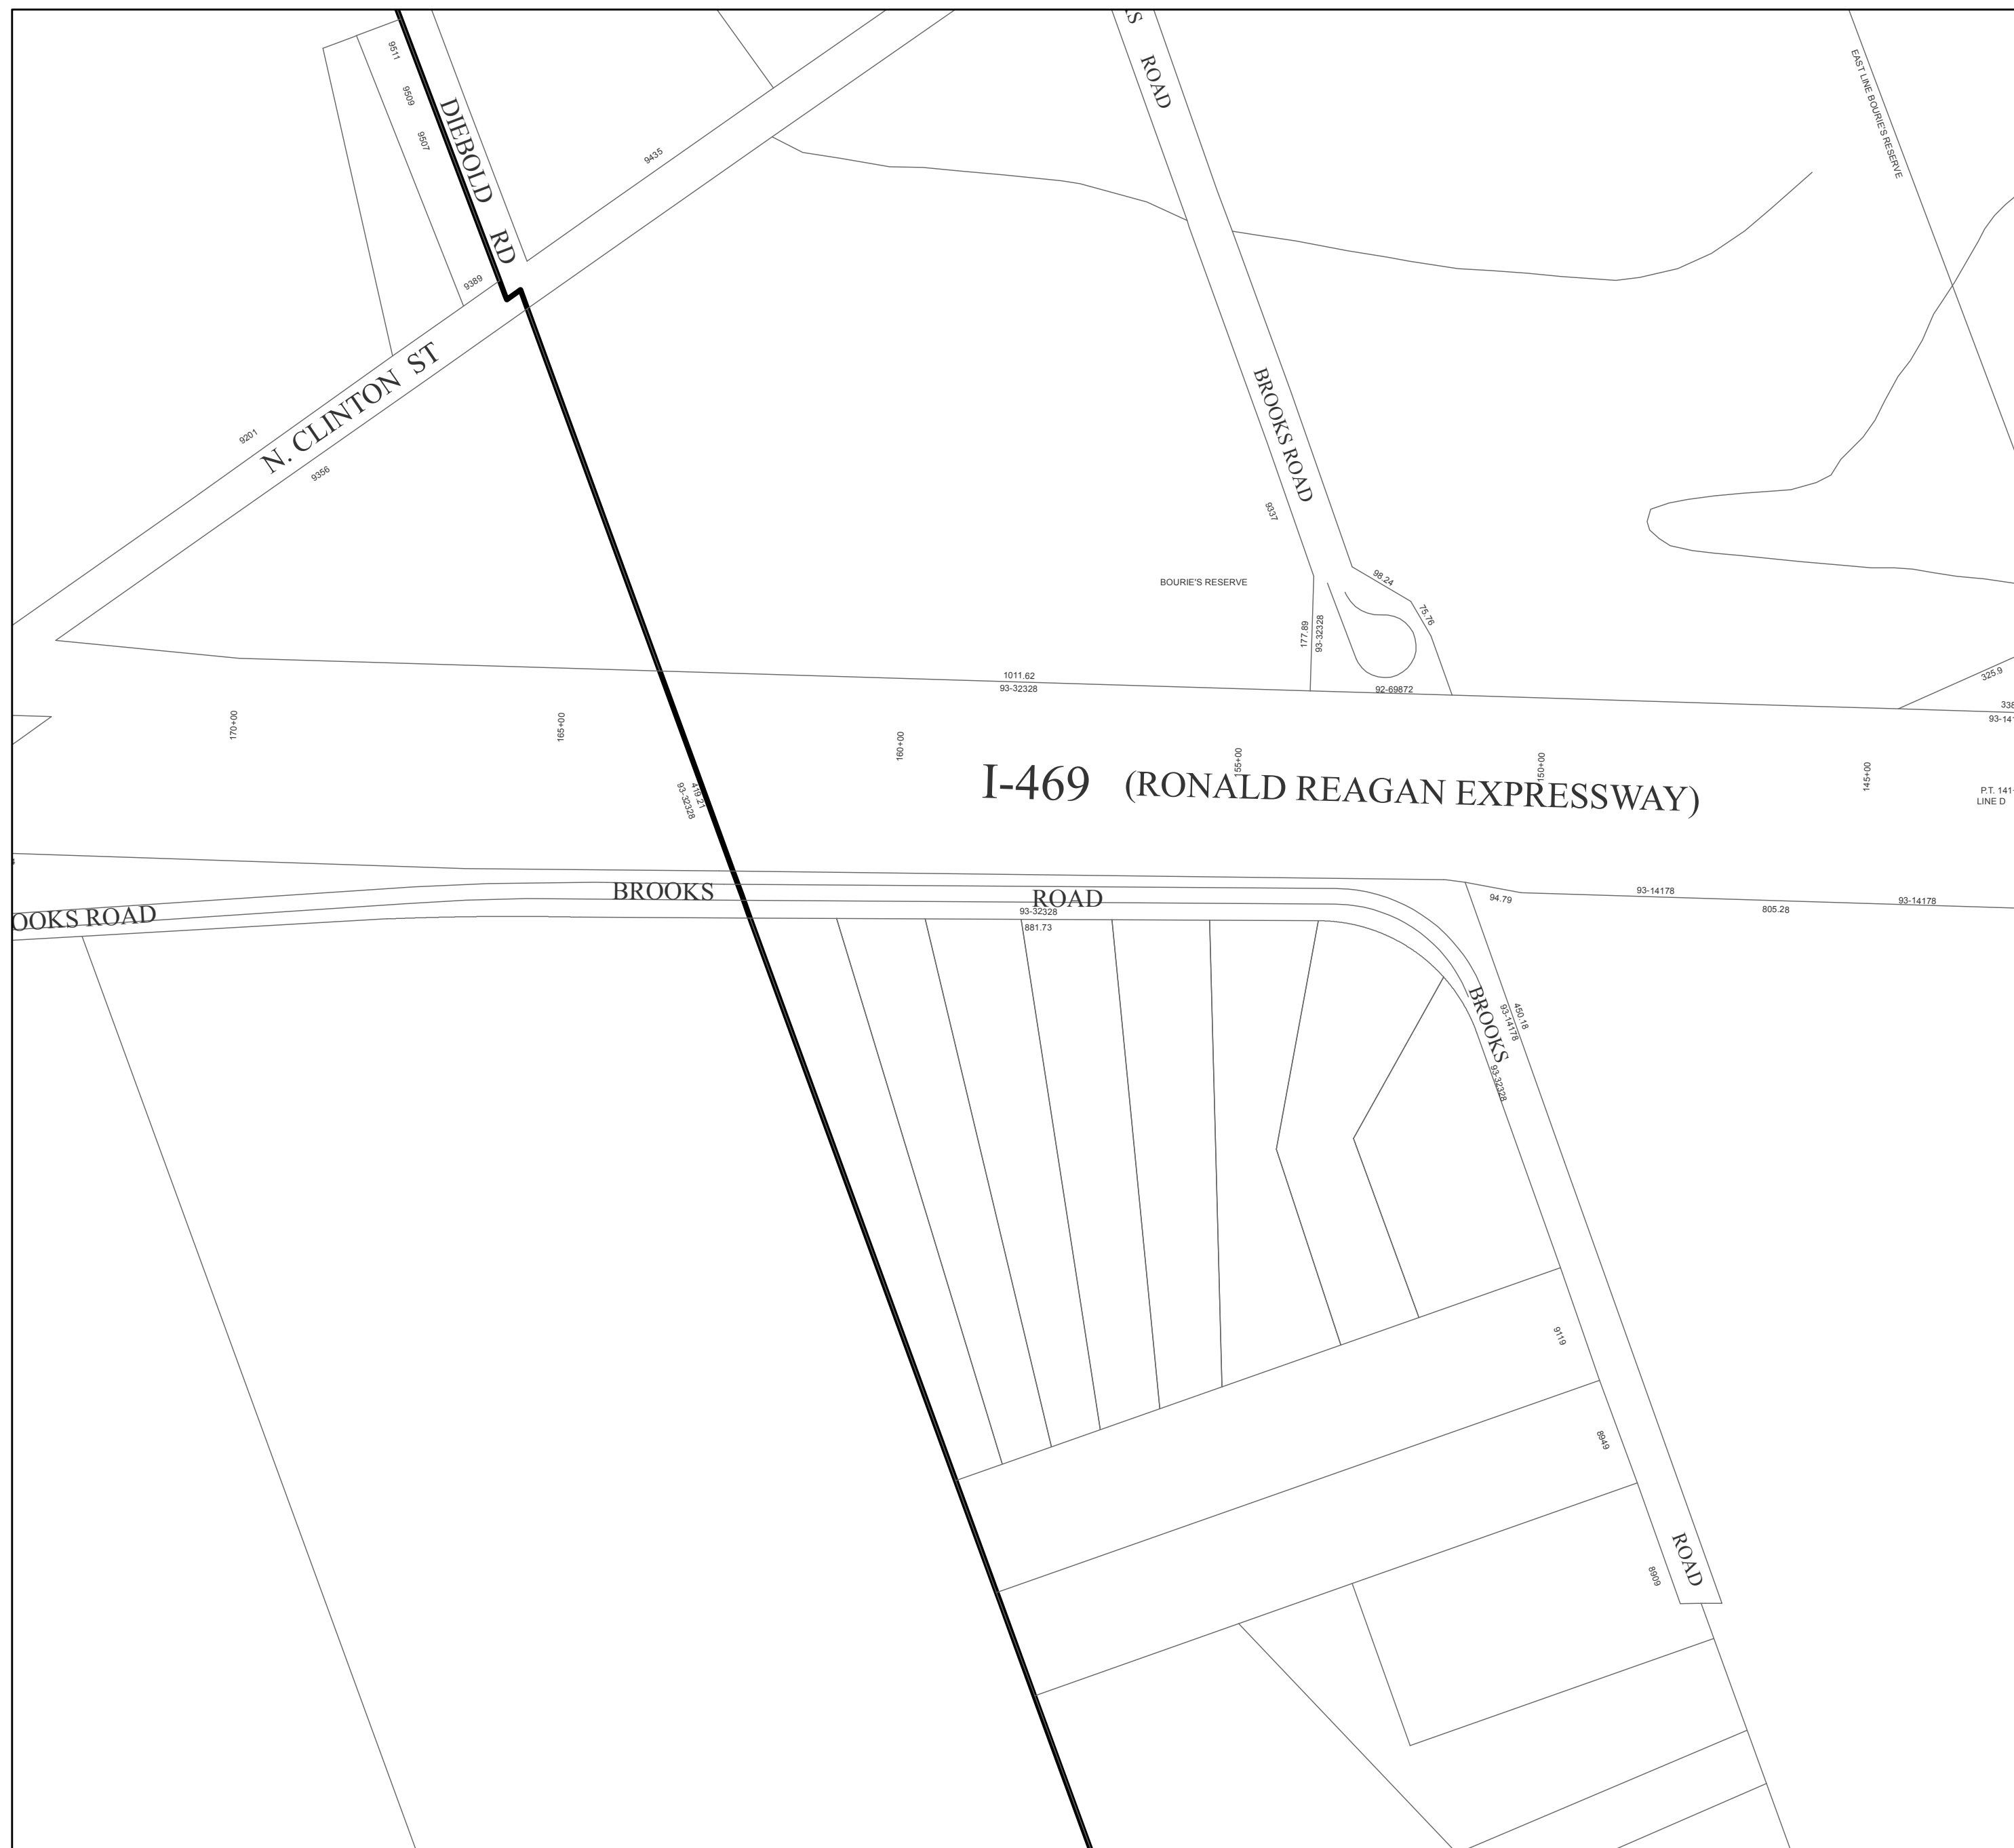 9511
9509
9507
DIEBOLD RD
ROAD
EAST LINE BOURIE'S RESERVE
9435
9389
N. CLINTON ST
9201
9356
BROOKS ROAD
9337
BOURIE'S RESERVE
98.24
75.76
177.89
93-32328
1011.62
93-32328
92-69872
325.9
338
93-141
170+00
165+00
160+00
155+00
150+00
145+00
I-469 (RONALD REAGAN EXPRESSWAY)
P.T. 141+
LINE D
419.21
93-32328
OOKS ROAD
BROOKS ROAD
93-32328
881.73
94.79
93-14178
805.28
93-14178
BROOKS
450.18
93-14178
93-32328
9119
8949
8909
ROAD